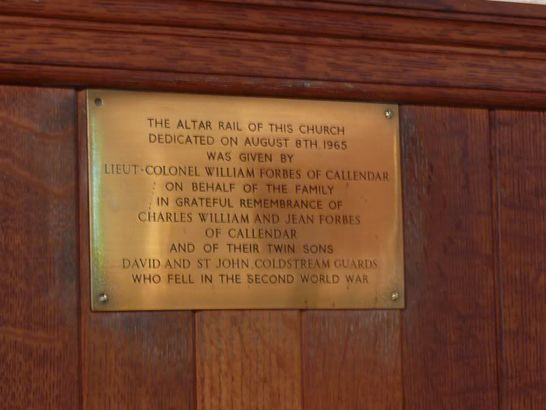 THE ALTAR RAIL OF THIS CHURCH
DEDICATED ON AUGUST 8TH 1965
WAS GIVEN BY
LIEUT-COLONEL WILLIAM FORBES OF CALLENDAR
ON BEHALF OF THE FAMILY
IN GRATEFUL REMEMBRANCE OF
CHARLES WILLIAM AND JEAN FORBES
OF CALLENDAR
AND OF THEIR TWIN SONS
DAVID AND ST JOHN, COLDSTREAM GUARDS
WHO FELL IN THE SECOND WORLD WAR